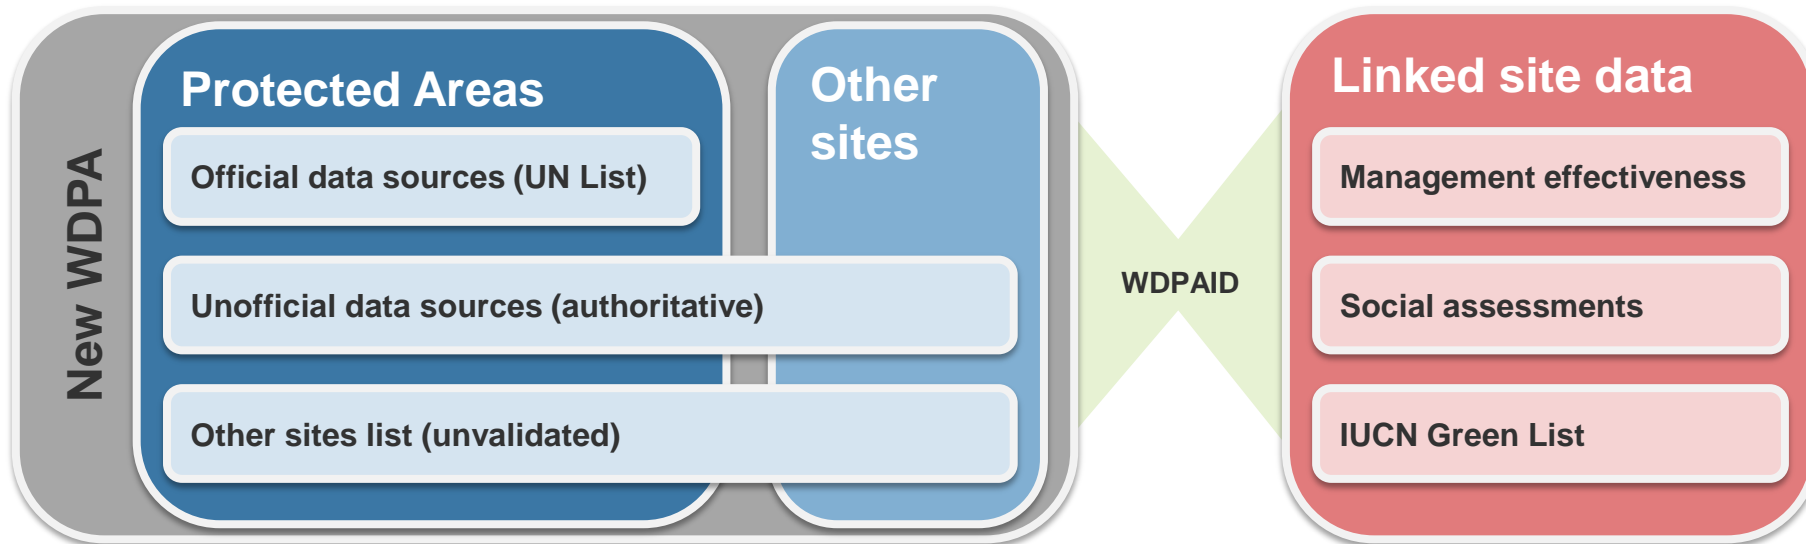 New WDPA
Protected Areas
Official data sources (UN List)
Unofficial data sources (authoritative)
Other sites list (unvalidated)
Other
sites
WDPAID
Linked site data
Management effectiveness
Social assessments
IUCN Green List